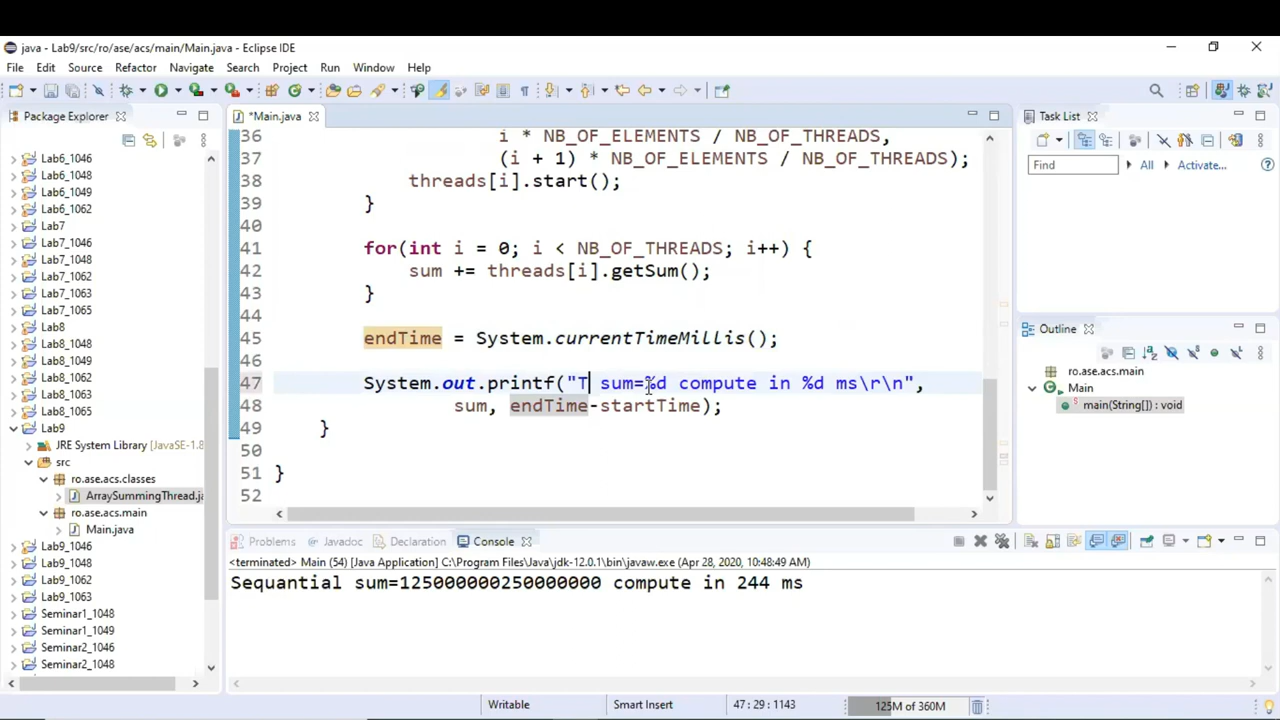 java - Lab9/src/ro/ase/acs/main/Main.java - Eclipse IDE
File Edit Source Refactor Navigate Search Project Run Window Help
Package Explorer
*Main.java
Task List
Find
All
Activate...
Lab6_1046
Lab6_1048
Lab6_1049
Lab6_1062
Lab7
Lab7_1046
Lab7_1048
Lab7_1062
Lab7_1063
Lab7_1065
Lab8
Lab8_1048
Lab8_1049
Lab8_1062
Lab8_1063
Lab9
JRE System Library [JavaSE-1.8
src
ro.ase.acs.classes
ArraySummingThread.ja
ro.ase.acs.main
Main.java
Lab9_1046
Lab9_1048
Lab9_1062
Lab9_1063
Seminar1_1048
Seminar1_1049
Seminar2_1046
Seminar2_1048
36 i * NB_OF_ELEMENTS / NB_OF_THREADS,
37 (i + 1) * NB_OF_ELEMENTS / NB_OF_THREADS);
38 threads[i].start();
39 }
40
41 for(int i = 0; i < NB_OF_THREADS; i++) {
42 sum += threads[i].getSum();
43 }
44
45 endTime = System.currentTimeMillis();
46
47 System.out.printf("T sum=%d compute in %d ms\r\n",
48 sum, endTime-startTime);
49 }
50
51 }
52
Outline
ro.ase.acs.main
Main
main(String[]) : void
Problems Javadoc Declaration Console
<terminated> Main (54) [Java Application] C:\Program Files\Java\jdk-12.0.1\bin\javaw.exe (Apr 28, 2020 - 10:48:49 AM)
Sequantial sum=125000000250000000 compute in 244 ms
Writable
Smart Insert
47 : 29 : 1143
125M of 360M